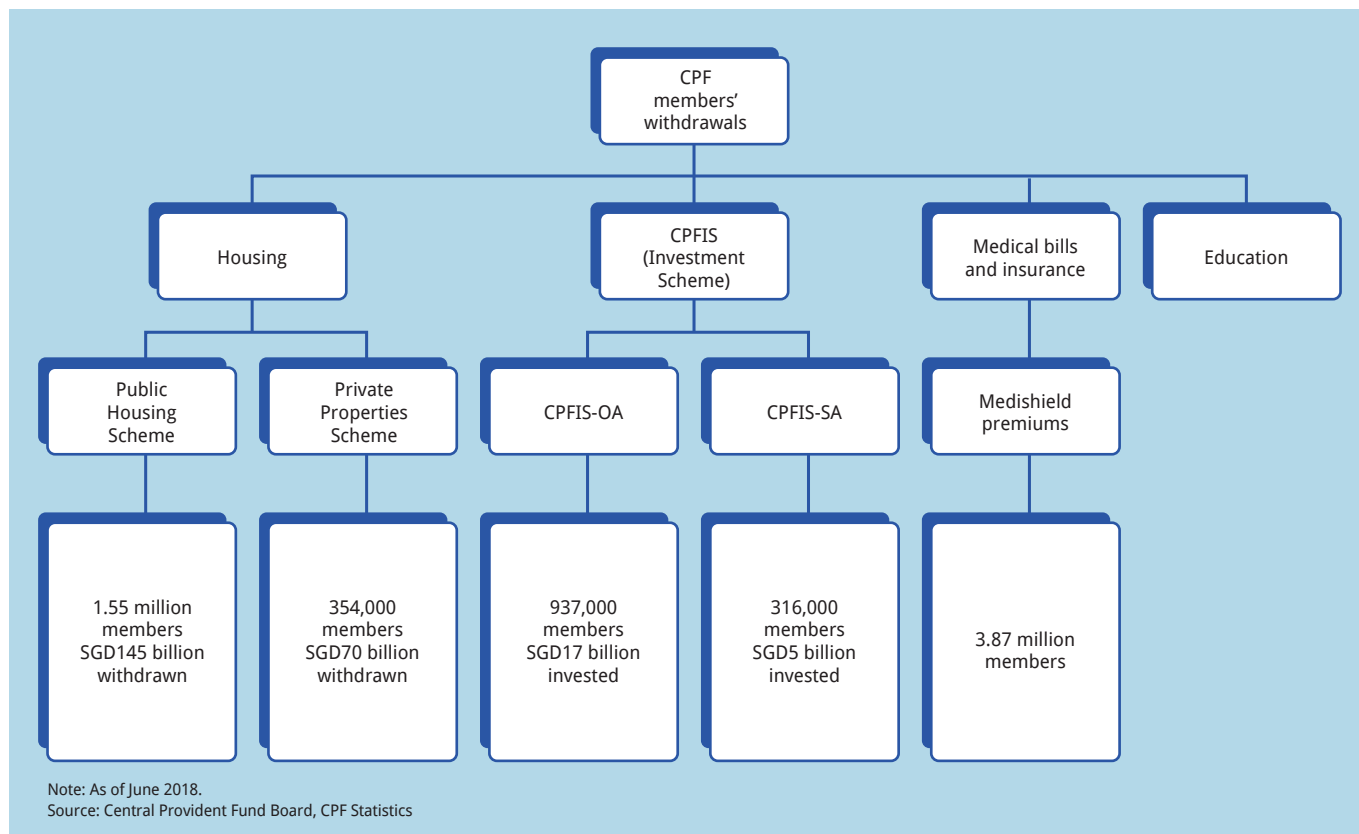 CPF
members’
withdrawals
Housing
CPFIS
(Investment
Scheme)
Medical bills
and insurance
Education
Public
Housing
Scheme
Private
Properties
Scheme
CPFIS-OA
CPFIS-SA
Medishield
premiums
1.55 million
members
SGD145 billion
withdrawn
354,000
members
SGD70 billion
withdrawn
937,000
members
SGD17 billion
invested
316,000
members
SGD5 billion
invested
3.87 million
members
Note: As of June 2018.
Source: Central Provident Fund Board, CPF Statistics